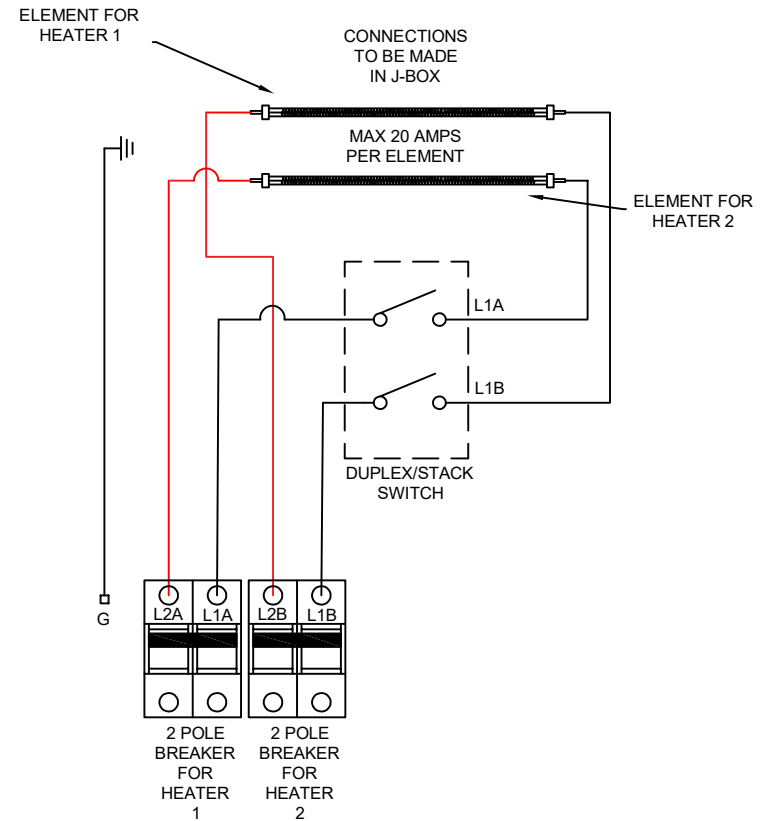 ELEMENT FOR
HEATER 1
CONNECTIONS
TO BE MADE
IN J-BOX
MAX 20 AMPS
PER ELEMENT
ELEMENT FOR
HEATER 2
L1A
L1B
DUPLEX/STACK
SWITCH
G
L2A
L1A
L2B
L1B
2 POLE
BREAKER
FOR
HEATER
1
2 POLE
BREAKER
FOR
HEATER
2